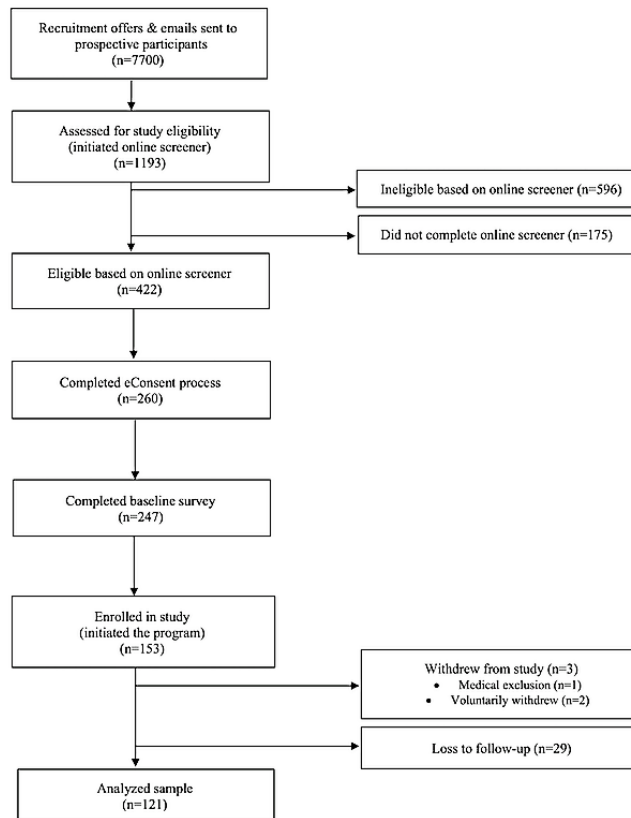 Recruitment offers & emails sent to
prospective participants
(n=7700)
Assessed for study eligibility
(initiated online screener)
(n=1193)
Ineligible based on online screener (n=596)
Did not complete online screener (n=175)
Eligible based on online screener
(n=422)
Completed eConsent process
(n=260)
Completed baseline survey
(n=247)
Enrolled in study
(initiated the program)
(n=153)
Withdrew from study (n=3)
• Medical exclusion (n=1)
• Voluntarily withdrew (n=2)
Loss to follow-up (n=29)
Analyzed sample
(n=121)